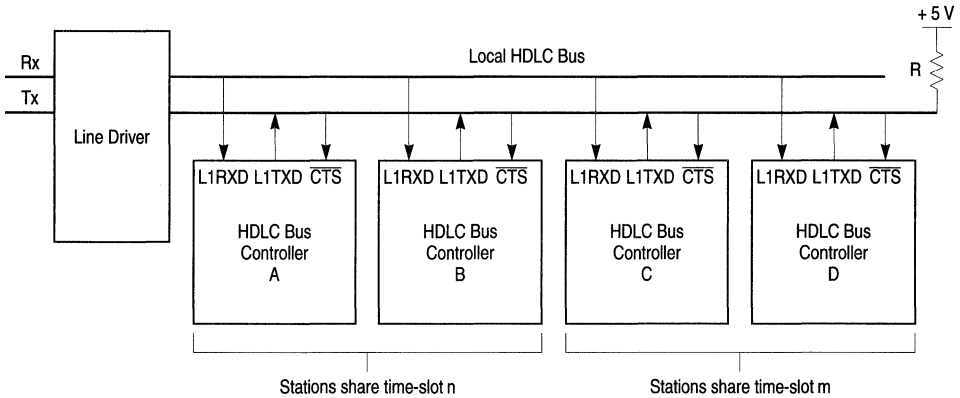 + 5 V
R
Rx
Tx
Line Driver
Local HDLC Bus
L1RXD L1TXD CTS
HDLC Bus
Controller
A
L1RXD L1TXD CTS
HDLC Bus
Controller
B
L1RXD L1TXD CTS
HDLC Bus
Controller
C
L1RXD L1TXD CTS
HDLC Bus
Controller
D
Stations share time-slot n
Stations share time-slot m